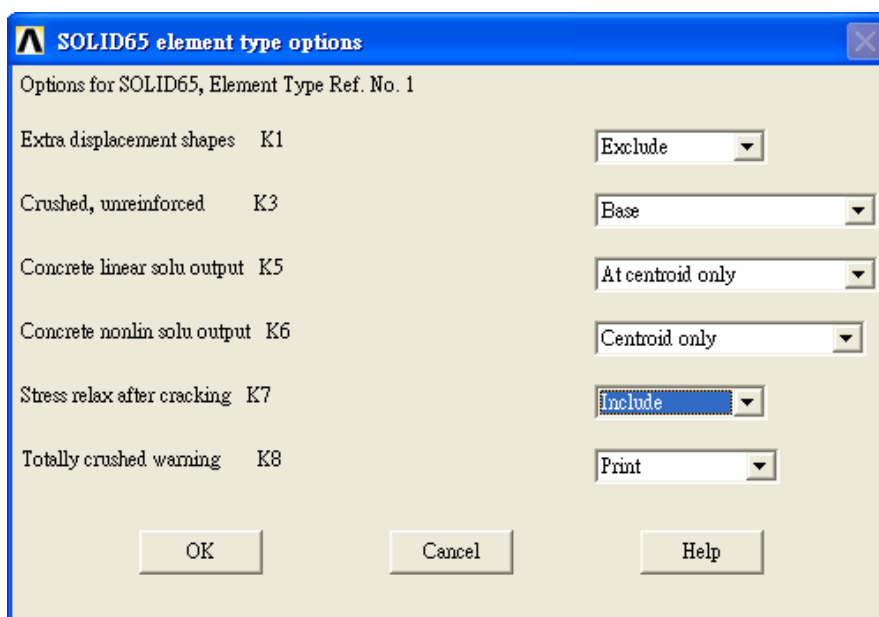 SOLID65 element type options
Options for SOLID65, Element Type Ref. No. 1
Extra displacement shapes K1 Exclude
Crushed, unreinforced K3 Base
Concrete linear solu output K5 At centroid only
Concrete nonlin solu output K6 Centroid only
Stress relax after cracking K7 Include
Totally crushed warning K8 Print
OK Cancel Help